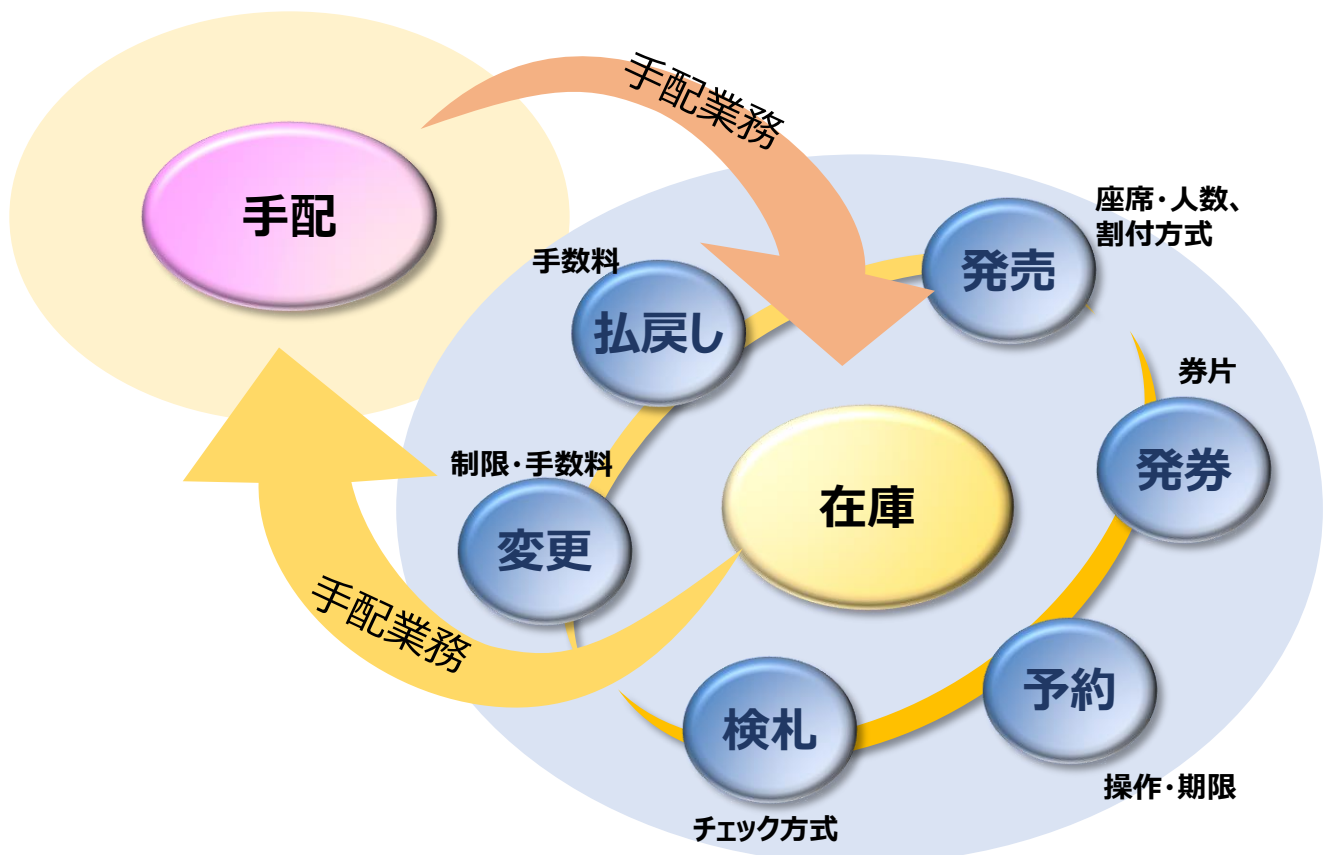 手配業務
手配
座席･人数、
割付方式
発売
手数料
払戻し
券片
発券
制限･手数料
変更
在庫
手配業務
予約
操作･期限
検札
チェック方式